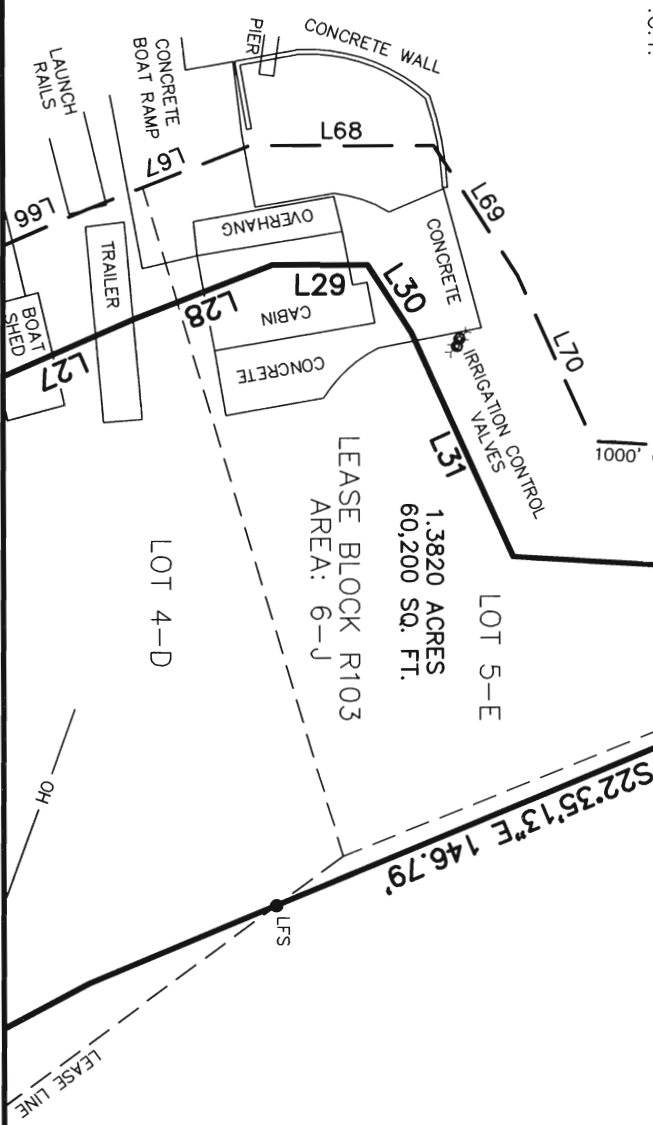 CONCRETE WALL
PIER
CONCRETE
BOAT RAMP
LAUNCH
RAILS
L66
L67
L68
L69
L70
1000'
OVERHANG
CABIN
CONCRETE
CONCRETE
TRAILER
BOAT
SHED
L27
L28
L29
L30
L31
IRRIGATION CONTROL
VALVES
LEASE BLOCK R103
AREA: 6-J
1.3820 ACRES
60,200 SQ. FT.
LOT 5-E
LOT 4-D
OH
S22°35'13"E 146.79'
LFS
LEASE LINE